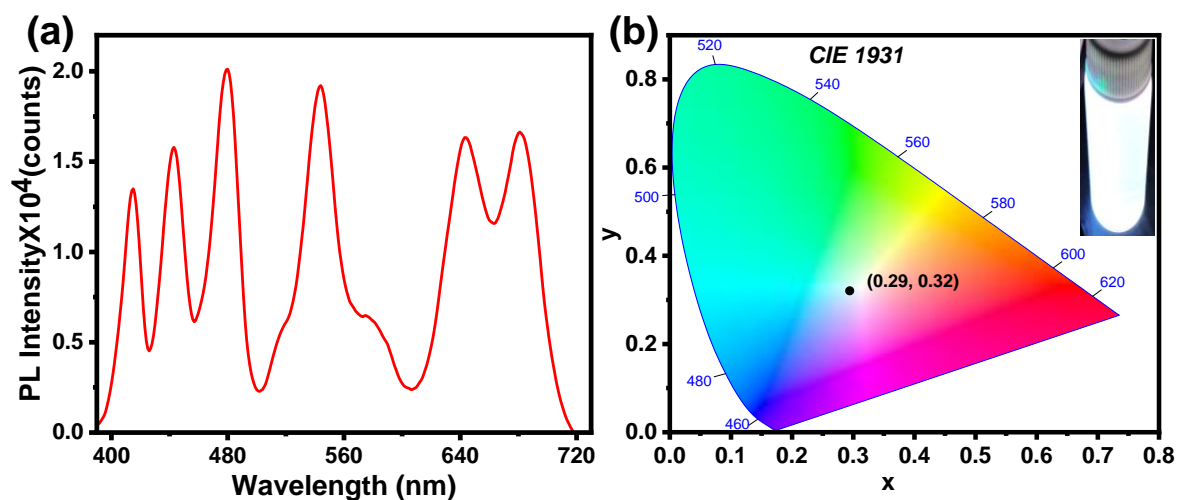 (a)
PL Intensity X10⁴ (counts)
2.0
1.5
1.0
0.5
0.0
400 480 560 640 720
Wavelength (nm)
(b)
CIE 1931
y
0.8
0.6
0.4
0.2
0.0
520
540
560
500
580
600
620
480
460
(0.29, 0.32)
0.0 0.1 0.2 0.3 0.4 0.5 0.6 0.7 0.8
x